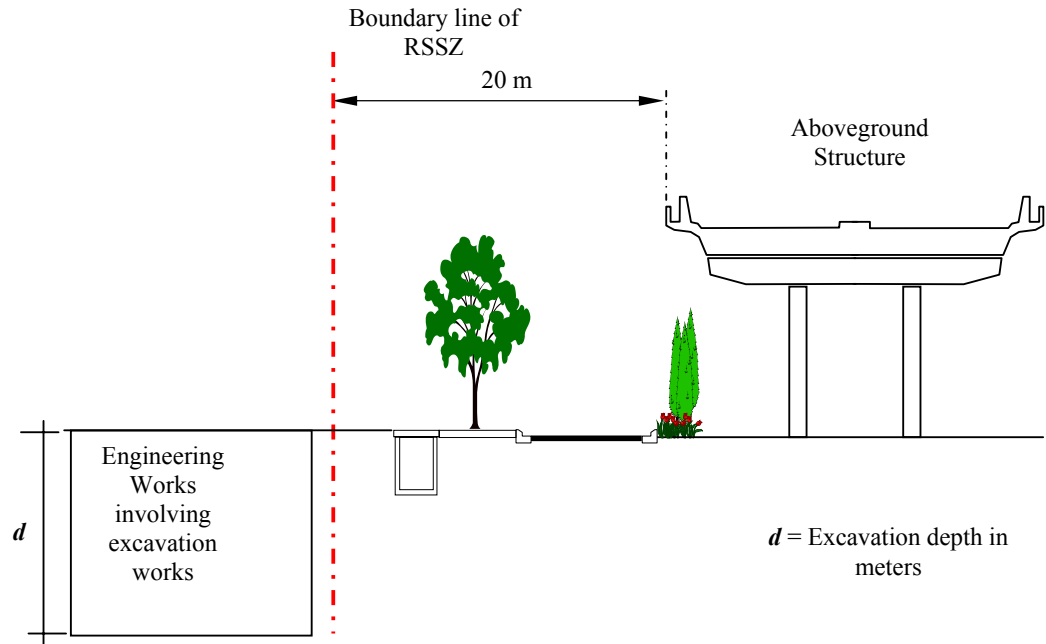 Boundary line of
RSSZ
20 m
Aboveground
Structure
Engineering
Works
involving
excavation
works
d
d = Excavation depth in
meters